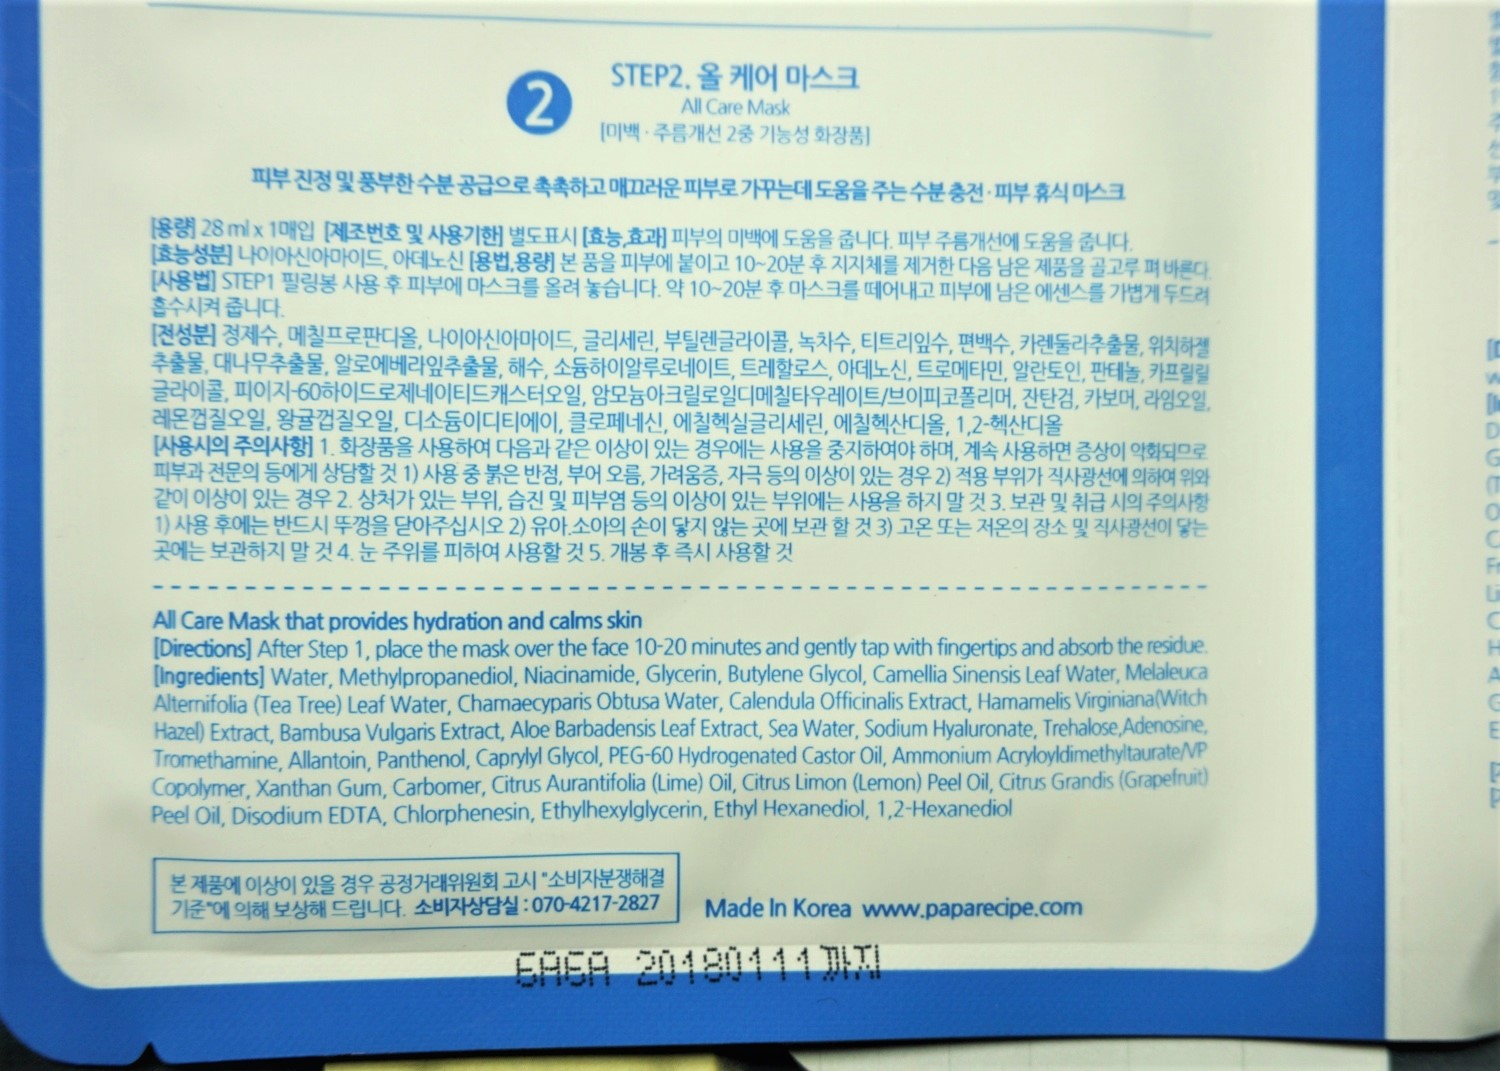 2
STEP2. 올 케어 마스크
All Care Mask
[미백 · 주름개선 2중 기능성 화장품]
피부 진정 및 풍부한 수분 공급으로 촉촉하고 매끄러운 피부로 가꾸는데 도움을 주는 수분 충전 · 피부 휴식 마스크
[용량] 28 ml x 1매입 [제조번호 및 사용기한] 별도표시 [효능,효과] 피부의 미백에 도움을 줍니다. 피부 주름개선에 도움을 줍니다.
[효능성분] 나이아신아마이드, 아데노신 [용법,용량] 본 품을 피부에 붙이고 10~20분 후 지지체를 제거한 다음 남은 제품을 골고루 펴 바른다.
[사용법] STEP1 필링봉 사용 후 피부에 마스크를 올려 놓습니다. 약 10~20분 후 마스크를 떼어내고 피부에 남은 에센스를 가볍게 두드려
흡수시켜 줍니다.
[전성분] 정제수, 메칠프로판디올, 나이아신아마이드, 글리세린, 부틸렌글라이콜, 녹차수, 티트리잎수, 편백수, 카렌둘라추출물, 위치하젤
추출물, 대나무추출물, 알로에베라잎추출물, 해수, 소듐하이알루로네이트, 트레할로스, 아데노신, 트로메타민, 알란토인, 판테놀, 카프릴릴
글라이콜, 피이지-60하이드로제네이티드캐스터오일, 암모늄아크릴로일디메칠타우레이트/브이피코폴리머, 잔탄검, 카보머, 라임오일,
레몬껍질오일, 왕귤껍질오일, 디소듐이디티에이, 클로페네신, 에칠헥실글리세린, 에칠헥산디올, 1,2-헥산디올
[사용시의 주의사항] 1. 화장품을 사용하여 다음과 같은 이상이 있는 경우에는 사용을 중지하여야 하며, 계속 사용하면 증상이 악화되므로
피부과 전문의 등에게 상담할 것 1) 사용 중 붉은 반점, 부어 오름, 가려움증, 자극 등의 이상이 있는 경우 2) 적용 부위가 직사광선에 의하여 위와
같이 이상이 있는 경우 2. 상처가 있는 부위, 습진 및 피부염 등의 이상이 있는 부위에는 사용을 하지 말 것 3. 보관 및 취급 시의 주의사항
1) 사용 후에는 반드시 뚜껑을 닫아주십시오 2) 유아.소아의 손이 닿지 않는 곳에 보관 할 것 3) 고온 또는 저온의 장소 및 직사광선이 닿는
곳에는 보관하지 말 것 4. 눈 주위를 피하여 사용할 것 5. 개봉 후 즉시 사용할 것
All Care Mask that provides hydration and calms skin
[Directions] After Step 1, place the mask over the face 10-20 minutes and gently tap with fingertips and absorb the residue.
[Ingredients] Water, Methylpropanediol, Niacinamide, Glycerin, Butylene Glycol, Camellia Sinensis Leaf Water, Melaleuca
Alternifolia (Tea Tree) Leaf Water, Chamaecyparis Obtusa Water, Calendula Officinalis Extract, Hamamelis Virginiana(Witch
Hazel) Extract, Bambusa Vulgaris Extract, Aloe Barbadensis Leaf Extract, Sea Water, Sodium Hyaluronate, Trehalose,Adenosine,
Tromethamine, Allantoin, Panthenol, Caprylyl Glycol, PEG-60 Hydrogenated Castor Oil, Ammonium Acryloyldimethyltaurate/VP
Copolymer, Xanthan Gum, Carbomer, Citrus Aurantifolia (Lime) Oil, Citrus Limon (Lemon) Peel Oil, Citrus Grandis (Grapefruit)
Peel Oil, Disodium EDTA, Chlorphenesin, Ethylhexylglycerin, Ethyl Hexanediol, 1,2-Hexanediol
본 제품에 이상이 있을 경우 공정거래위원회 고시 "소비자분쟁해결
기준"에 의해 보상해 드립니다. 소비자상담실 : 070-4217-2827
Made In Korea www.paparecipe.com
6A6A 20180111까지